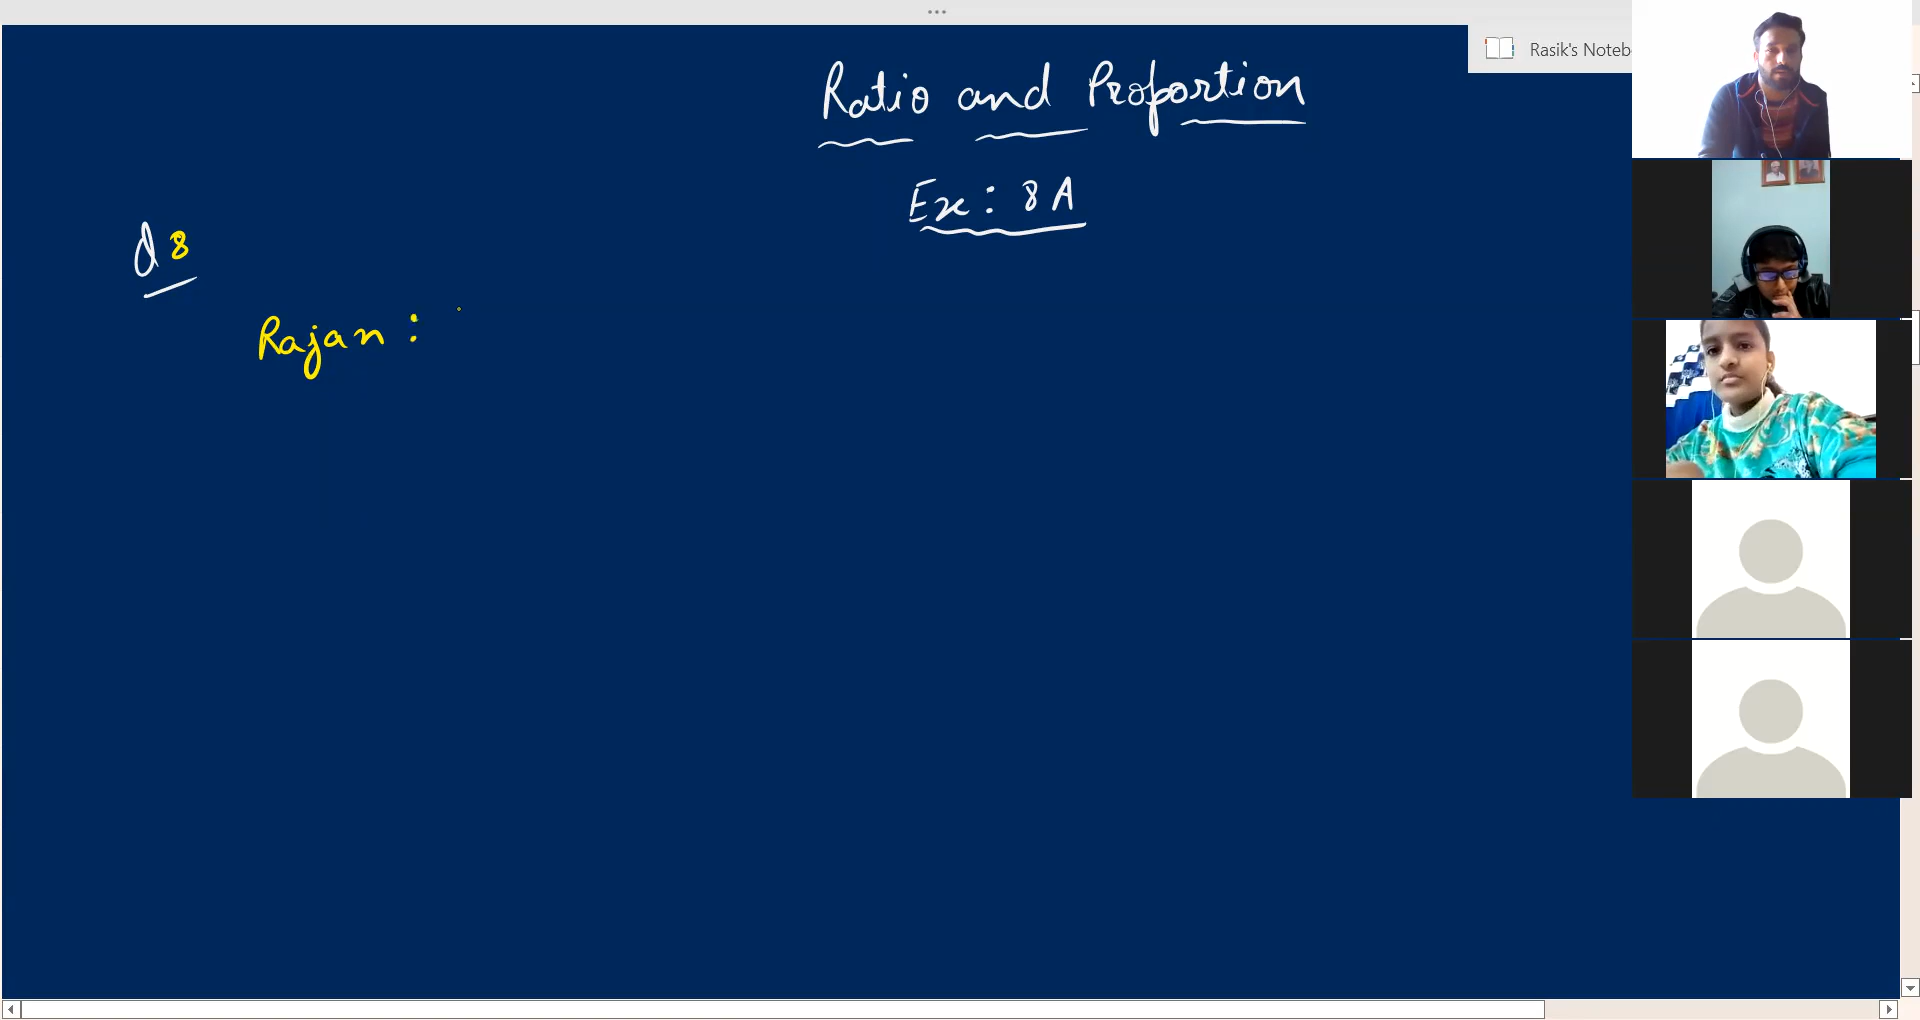 Rasik's Noteb
Ratio and Proportion
Ex: 8A
Q8
Rajan: